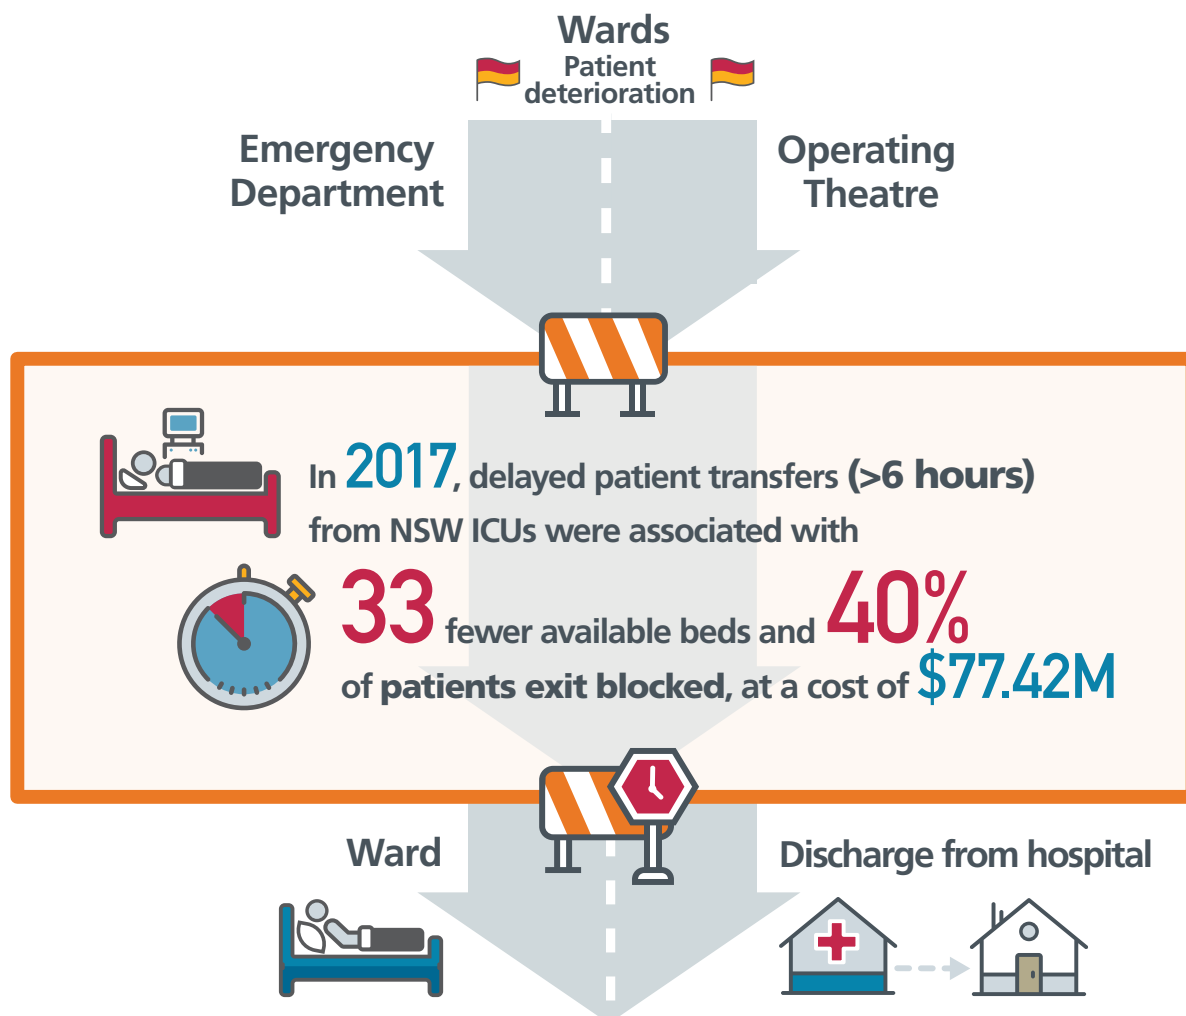 Wards
Patient
deterioration
Emergency
Department
Operating
Theatre
In 2017, delayed patient transfers (>6 hours)
from NSW ICUs were associated with
33 fewer available beds and 40%
of patients exit blocked, at a cost of $77.42M
Ward
Discharge from hospital